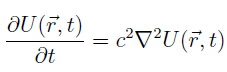 ∂U(r⃗, t)/∂t = c²∇²U(r⃗, t)